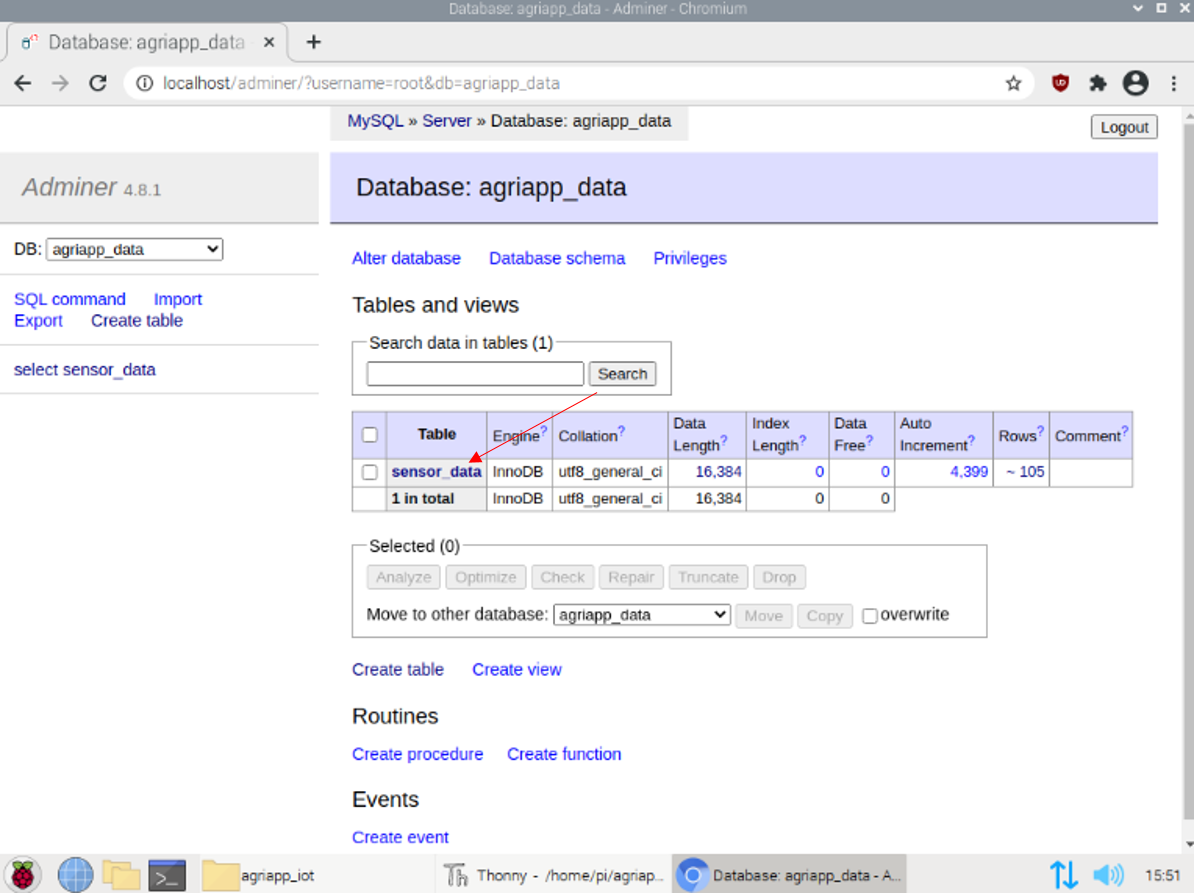 Database: agriapp_data - Adminer - Chromium
Database: agriapp_data
localhost/adminer/?username=root&db=agriapp_data
MySQL » Server » Database: agriapp_data
Logout
Adminer 4.8.1
Database: agriapp_data
DB: agriapp_data
Alter database Database schema Privileges
SQL command Import
Export Create table
select sensor_data
Tables and views
Search data in tables (1)
Search
Table Engine? Collation? Data Length? Index Length? Data Free? Auto Increment? Rows? Comment?
sensor_data InnoDB utf8_general_ci 16,384 0 0 4,399 ~ 105
1 in total InnoDB utf8_general_ci 16,384 0 0
Selected (0)
Analyze Optimize Check Repair Truncate Drop
Move to other database: agriapp_data Move Copy overwrite
Create table Create view
Routines
Create procedure Create function
Events
Create event
agriapp_iot Thonny - /home/pi/agriap... Database: agriapp_data - A... 15:51